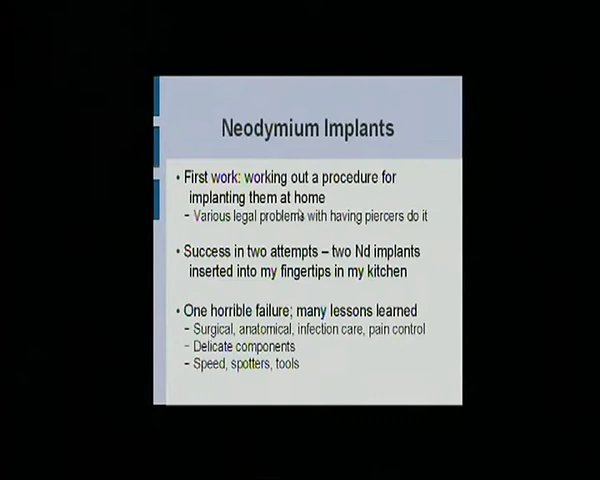 Neodymium Implants
• First work: working out a procedure for
implanting them at home
– Various legal problems with having piercers do it
• Success in two attempts – two Nd implants
inserted into my fingertips in my kitchen
• One horrible failure; many lessons learned
– Surgical, anatomical, infection care, pain control
– Delicate components
– Speed, spotters, tools